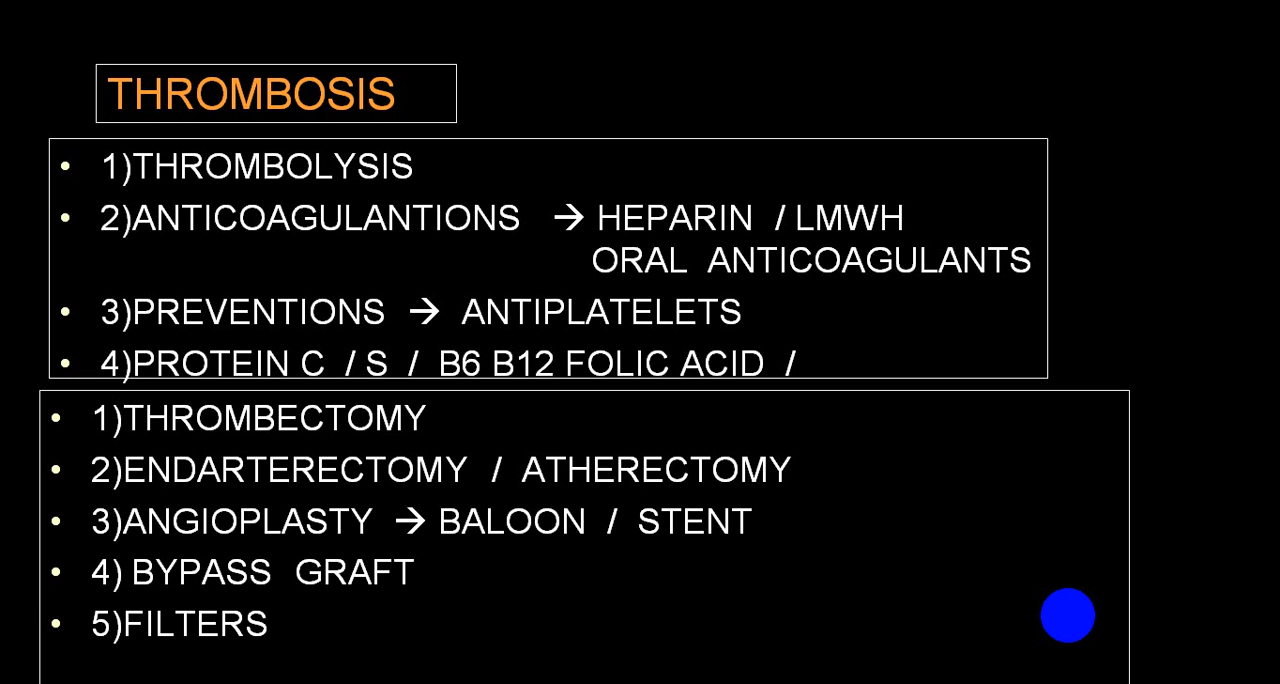 THROMBOSIS
• 1)THROMBOLYSIS
• 2)ANTICOAGULANTIONS → HEPARIN / LMWH
ORAL ANTICOAGULANTS
• 3)PREVENTIONS → ANTIPLATELETS
• 4)PROTEIN C / S / B6 B12 FOLIC ACID /
• 1)THROMBECTOMY
• 2)ENDARTERECTOMY / ATHERECTOMY
• 3)ANGIOPLASTY → BALOON / STENT
• 4) BYPASS GRAFT
• 5)FILTERS